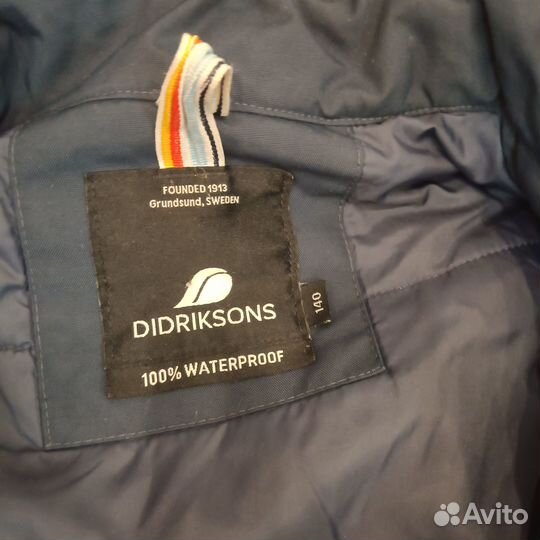 FOUNDED 1913
Grundsund, SWEDEN
DIDRIKSONS
140
100% WATERPROOF
Avito